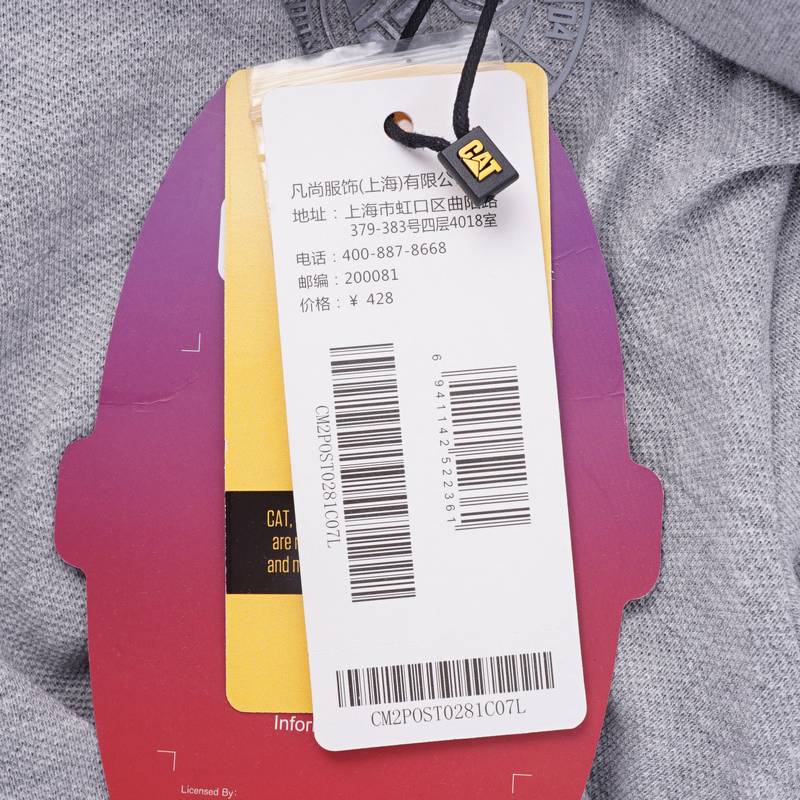 04
CAT
凡尚服饰(上海)有限公
地址：上海市虹口区曲阳路
379-383号四层4018室
电话：400-887-8668
邮编：200081
价格：¥ 428
CM2POST0281C07L
6 941142 522361
CAT,
are
and
CM2POST0281C07L
Licensed By: